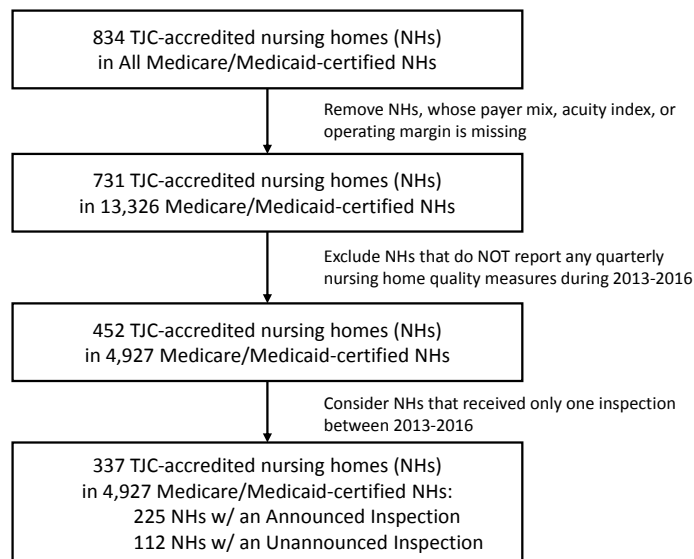 834 TJC-accredited nursing homes (NHs)
in All Medicare/Medicaid-certified NHs
Remove NHs, whose payer mix, acuity index, or
operating margin is missing
731 TJC-accredited nursing homes (NHs)
in 13,326 Medicare/Medicaid-certified NHs
Exclude NHs that do NOT report any quarterly
nursing home quality measures during 2013-2016
452 TJC-accredited nursing homes (NHs)
in 4,927 Medicare/Medicaid-certified NHs
Consider NHs that received only one inspection
between 2013-2016
337 TJC-accredited nursing homes (NHs)
in 4,927 Medicare/Medicaid-certified NHs:
225 NHs w/ an Announced Inspection
112 NHs w/ an Unannounced Inspection